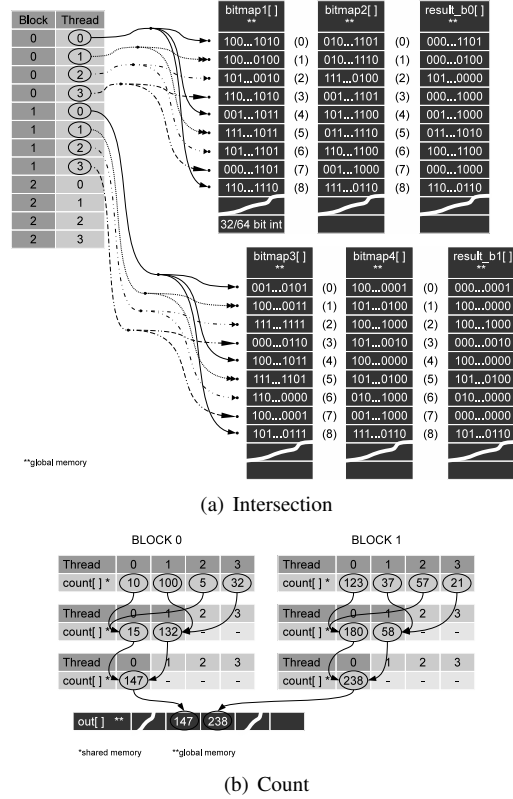 Block Thread
0 0
0 1
0 2
0 3
1 0
1 1
1 2
1 3
2 0
2 1
2 2
2 3
bitmap1[ ] bitmap2[ ] result_b0[ ]
** ** **
100...1010 (0) 010...1101 (0) 000...1101
100...0100 (1) 010...1110 (1) 000...0100
101...0010 (2) 111...0100 (2) 101...0000
110...1010 (3) 001...1101 (3) 000...1000
001...1011 (4) 101...1100 (4) 001...1000
111...1011 (5) 011...1110 (5) 011...1010
101...1101 (6) 110...1100 (6) 100...1100
000...1101 (7) 001...1000 (7) 000...1000
110...1110 (8) 111...0110 (8) 110...0110
32/64 bit int
bitmap3[ ] bitmap4[ ] result_b1[ ]
** ** **
001...0101 (0) 100...0001 (0) 000...0001
100...0011 (1) 101...0100 (1) 100...0000
111...1111 (2) 100...1000 (2) 100...1000
000...0110 (3) 101...0010 (3) 000...0010
100...1011 (4) 100...0000 (4) 100...0000
111...1101 (5) 101...0100 (5) 101...0100
110...0000 (6) 010...1000 (6) 010...0000
100...0001 (7) 001...1000 (7) 000...0000
101...0111 (8) 111...0110 (8) 101...0110
**global memory
(a) Intersection
BLOCK 0 BLOCK 1
Thread 0 1 2 3 Thread 0 1 2 3
count[ ] * 10 100 5 32 count[ ] * 123 37 57 21
Thread 0 1 2 3 Thread 0 1 2 3
count[ ] * 15 132 - - count[ ] * 180 58 - -
Thread 0 1 2 3 Thread 0 1 2 3
count[ ] * 147 - - - count[ ] * 238 - - -
out[ ] ** 147 238
*shared memory **global memory
(b) Count